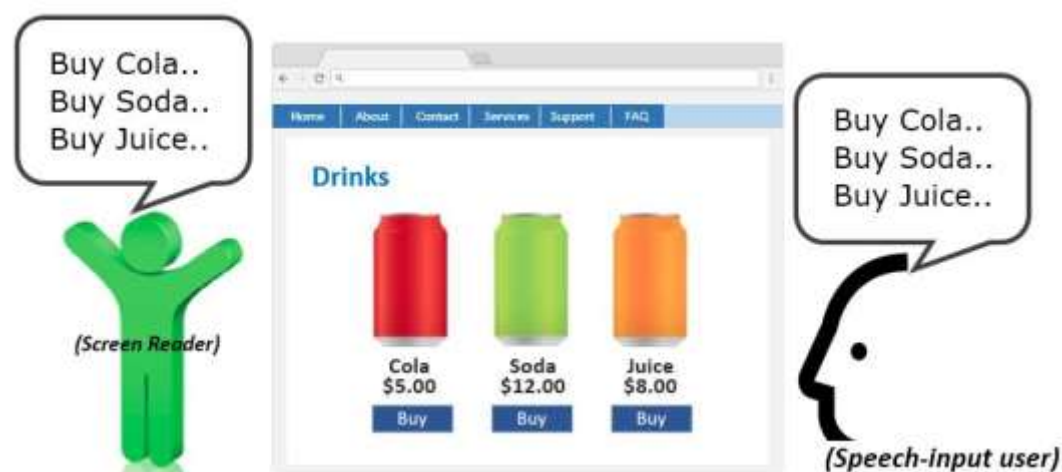 Buy Cola..
Buy Soda..
Buy Juice..
(Screen Reader)
Home About Contact Services Support FAQ
Drinks
Cola Soda Juice
$5.00 $12.00 $8.00
Buy Buy Buy
Buy Cola..
Buy Soda..
Buy Juice..
(Speech-input user)